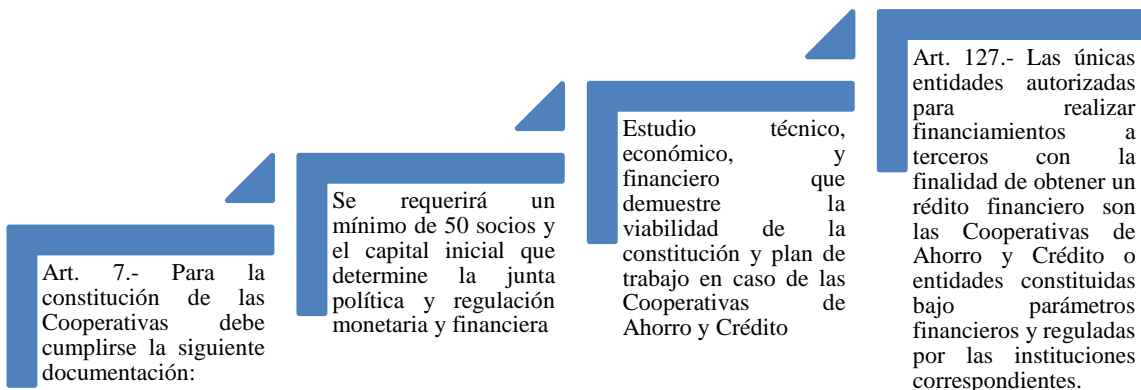 Art. 7.- Para la
constitución de las
Cooperativas debe
cumplirse la siguiente
documentación:
Se requerirá un
mínimo de 50 socios y
el capital inicial que
determine la junta
política y regulación
monetaria y financiera
Estudio técnico,
económico, y
financiero que
demuestre la
viabilidad de la
constitución y plan de
trabajo en caso de las
Cooperativas de
Ahorro y Crédito
Art. 127.- Las únicas
entidades autorizadas
para realizar
financiamientos a
terceros con la
finalidad de obtener un
rédito financiero son
las Cooperativas de
Ahorro y Crédito o
entidades constituidas
bajo parámetros
financieros y reguladas
por las instituciones
correspondientes.